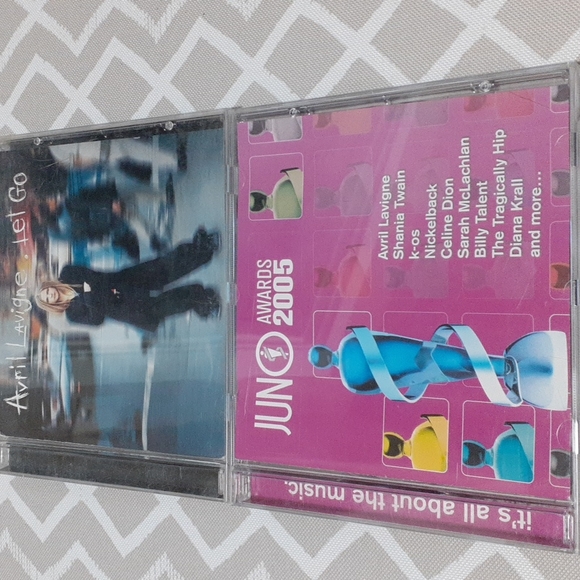 Avril Lavigne . Let Go
JUNO
AWARDS
2005
Avril Lavigne
Shania Twain
k-os
Nickelback
Celine Dion
Sarah McLachlan
Billy Talent
The Tragically Hip
Diana Krall
and more...
it's all about the music.